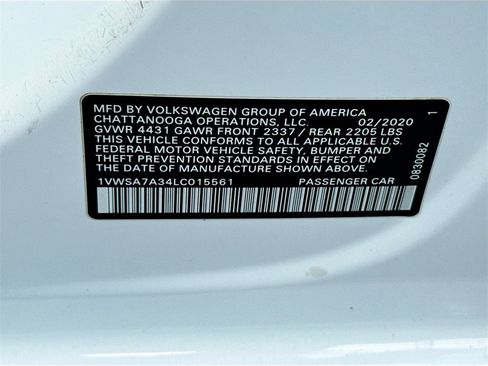 MFD BY VOLKSWAGEN GROUP OF AMERICA
CHATTANOOGA OPERATIONS, LLC. 02/2020
GVWR 4431 GAWR FRONT 2337 / REAR 2205 LBS
THIS VEHICLE CONFORMS TO ALL APPLICABLE U.S.
FEDERAL MOTOR VEHICLE SAFETY, BUMPER AND
THEFT PREVENTION STANDARDS IN EFFECT ON
THE DATE OF MANUFACTURE SHOWN ABOVE.
1VWSA7A34LC015561 PASSENGER CAR
0830082 1